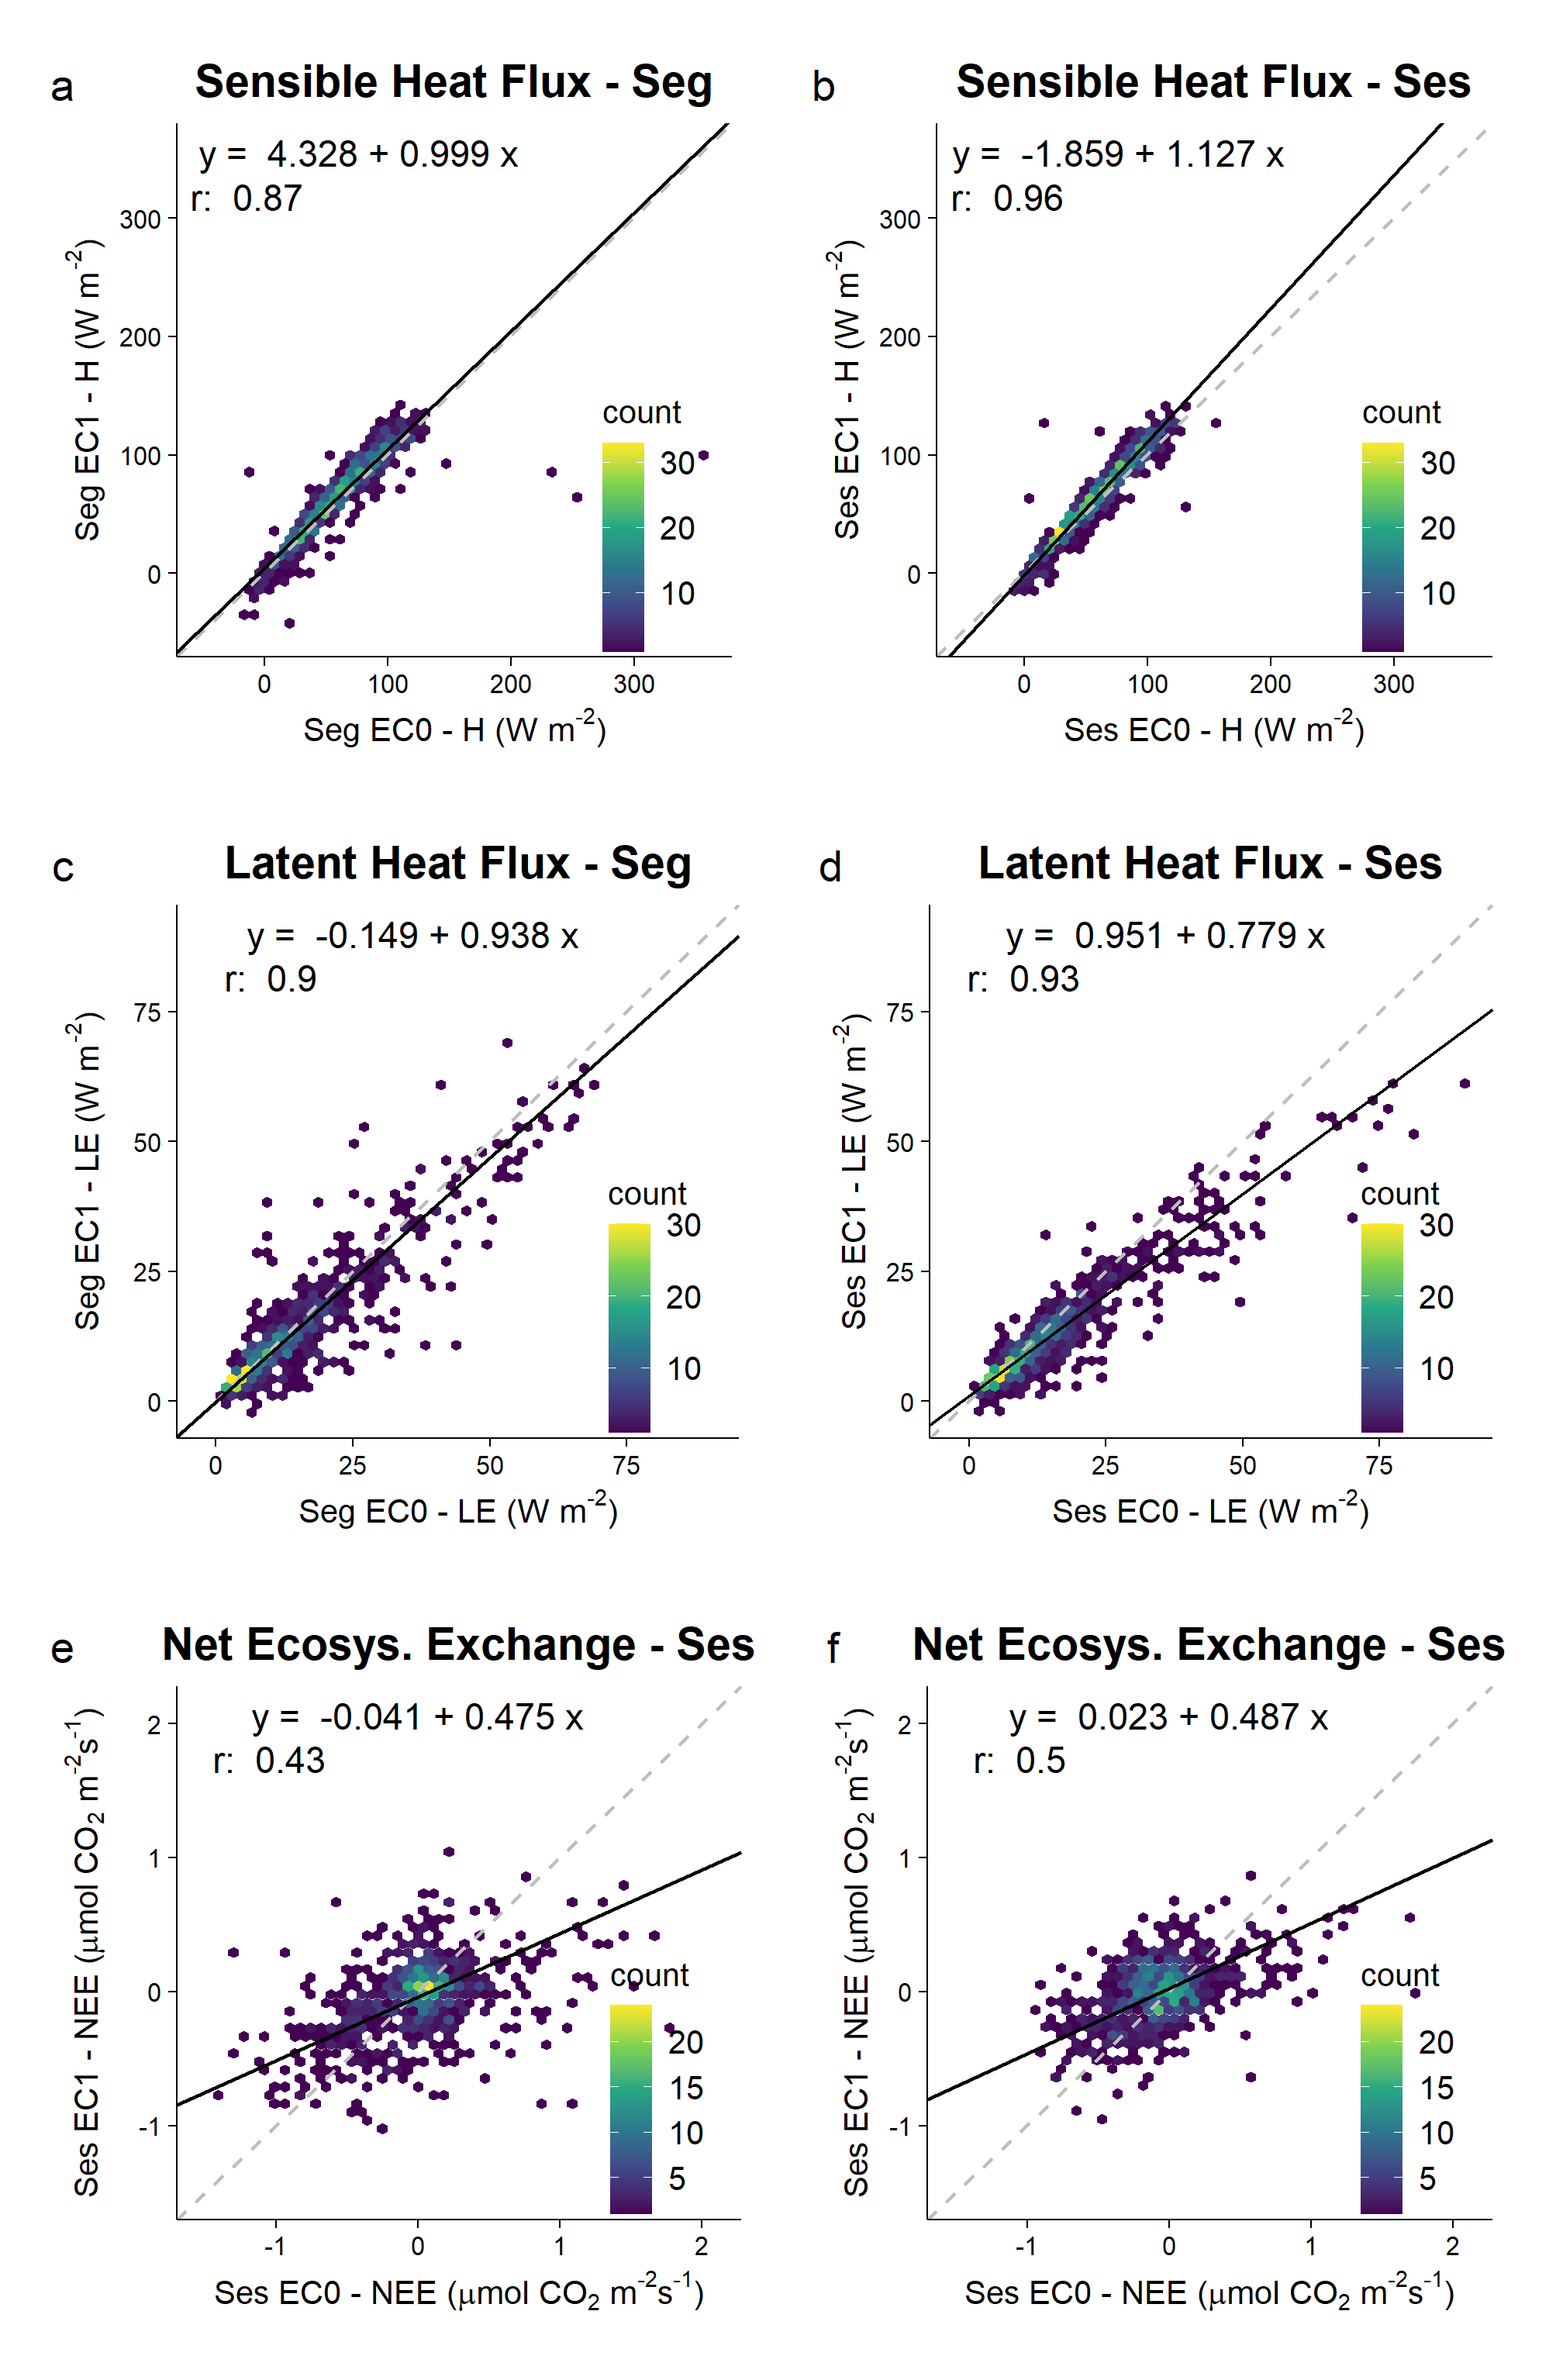 a
Sensible Heat Flux - Seg
y = 4.328 + 0.999 x
r: 0.87
Seg EC1 - H (W m-2)
300
200
100
0
count
30
20
10
0 100 200 300
Seg EC0 - H (W m-2)
b
Sensible Heat Flux - Ses
y = -1.859 + 1.127 x
r: 0.96
Ses EC1 - H (W m-2)
300
200
100
0
count
30
20
10
0 100 200 300
Ses EC0 - H (W m-2)
c
Latent Heat Flux - Seg
y = -0.149 + 0.938 x
r: 0.9
Seg EC1 - LE (W m-2)
75
50
25
0
count
30
20
10
0 25 50 75
Seg EC0 - LE (W m-2)
d
Latent Heat Flux - Ses
y = 0.951 + 0.779 x
r: 0.93
Ses EC1 - LE (W m-2)
75
50
25
0
count
30
20
10
0 25 50 75
Ses EC0 - LE (W m-2)
e
Net Ecosys. Exchange - Ses
y = -0.041 + 0.475 x
r: 0.43
Ses EC1 - NEE (μmol CO2 m-2s-1)
2
1
0
-1
count
20
15
10
5
-1 0 1 2
Ses EC0 - NEE (μmol CO2 m-2s-1)
f
Net Ecosys. Exchange - Ses
y = 0.023 + 0.487 x
r: 0.5
Ses EC1 - NEE (μmol CO2 m-2s-1)
2
1
0
-1
count
20
15
10
5
-1 0 1 2
Ses EC0 - NEE (μmol CO2 m-2s-1)